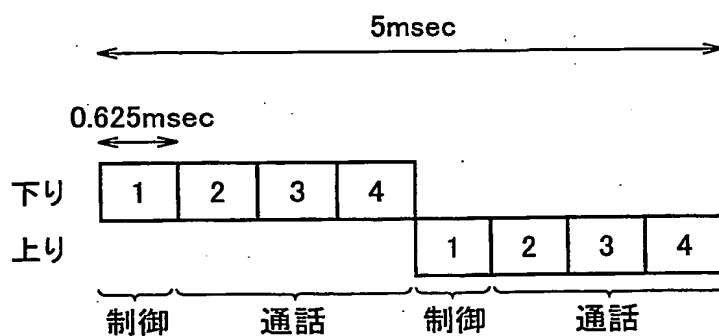 5msec
0.625msec
下り 1 2 3 4
上り 1 2 3 4
制御 通話 制御 通話